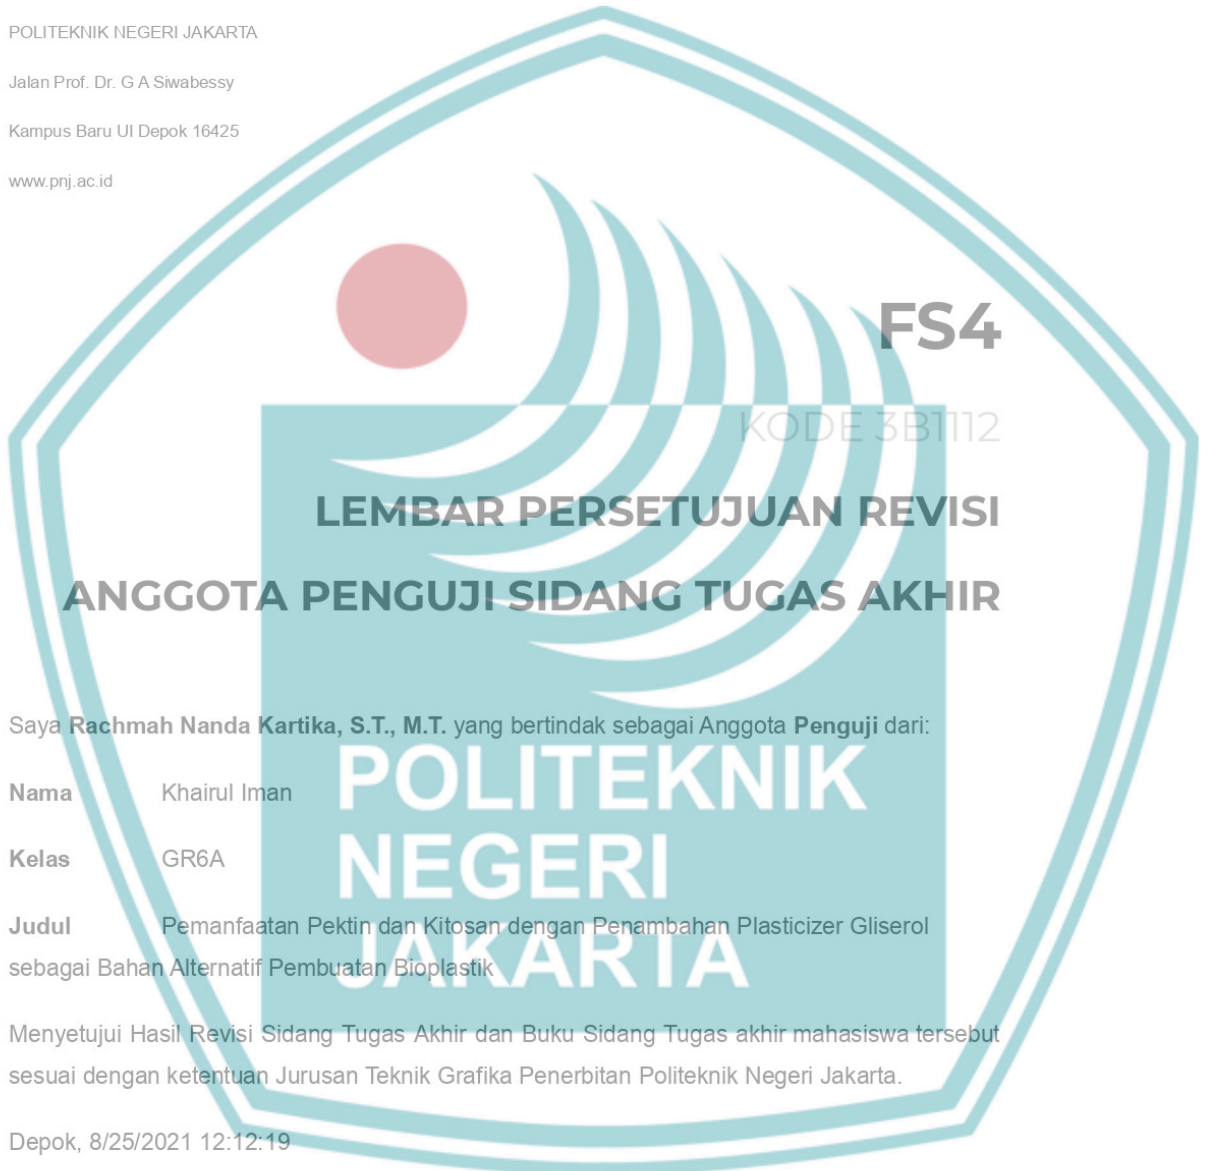 POLITEKNIK NEGERI JAKARTA
Jalan Prof. Dr. G A Siwabessy
Kampus Baru UI Depok 16425
www.pnj.ac.id
FS4
KODE 3B1112
LEMBAR PERSETUJUAN REVISI
ANGGOTA PENGUJI SIDANG TUGAS AKHIR
Saya Rachmah Nanda Kartika, S.T., M.T. yang bertindak sebagai Anggota Penguji dari:
Nama Khairul Iman
Kelas GR6A
Judul Pemanfaatan Pektin dan Kitosan dengan Penambahan Plasticizer Gliserol
sebagai Bahan Alternatif Pembuatan Bioplastik
Menyetujui Hasil Revisi Sidang Tugas Akhir dan Buku Sidang Tugas akhir mahasiswa tersebut
sesuai dengan ketentuan Jurusan Teknik Grafika Penerbitan Politeknik Negeri Jakarta.
Depok, 8/25/2021 12:12:19
POLITEKNIK
NEGERI
JAKARTA